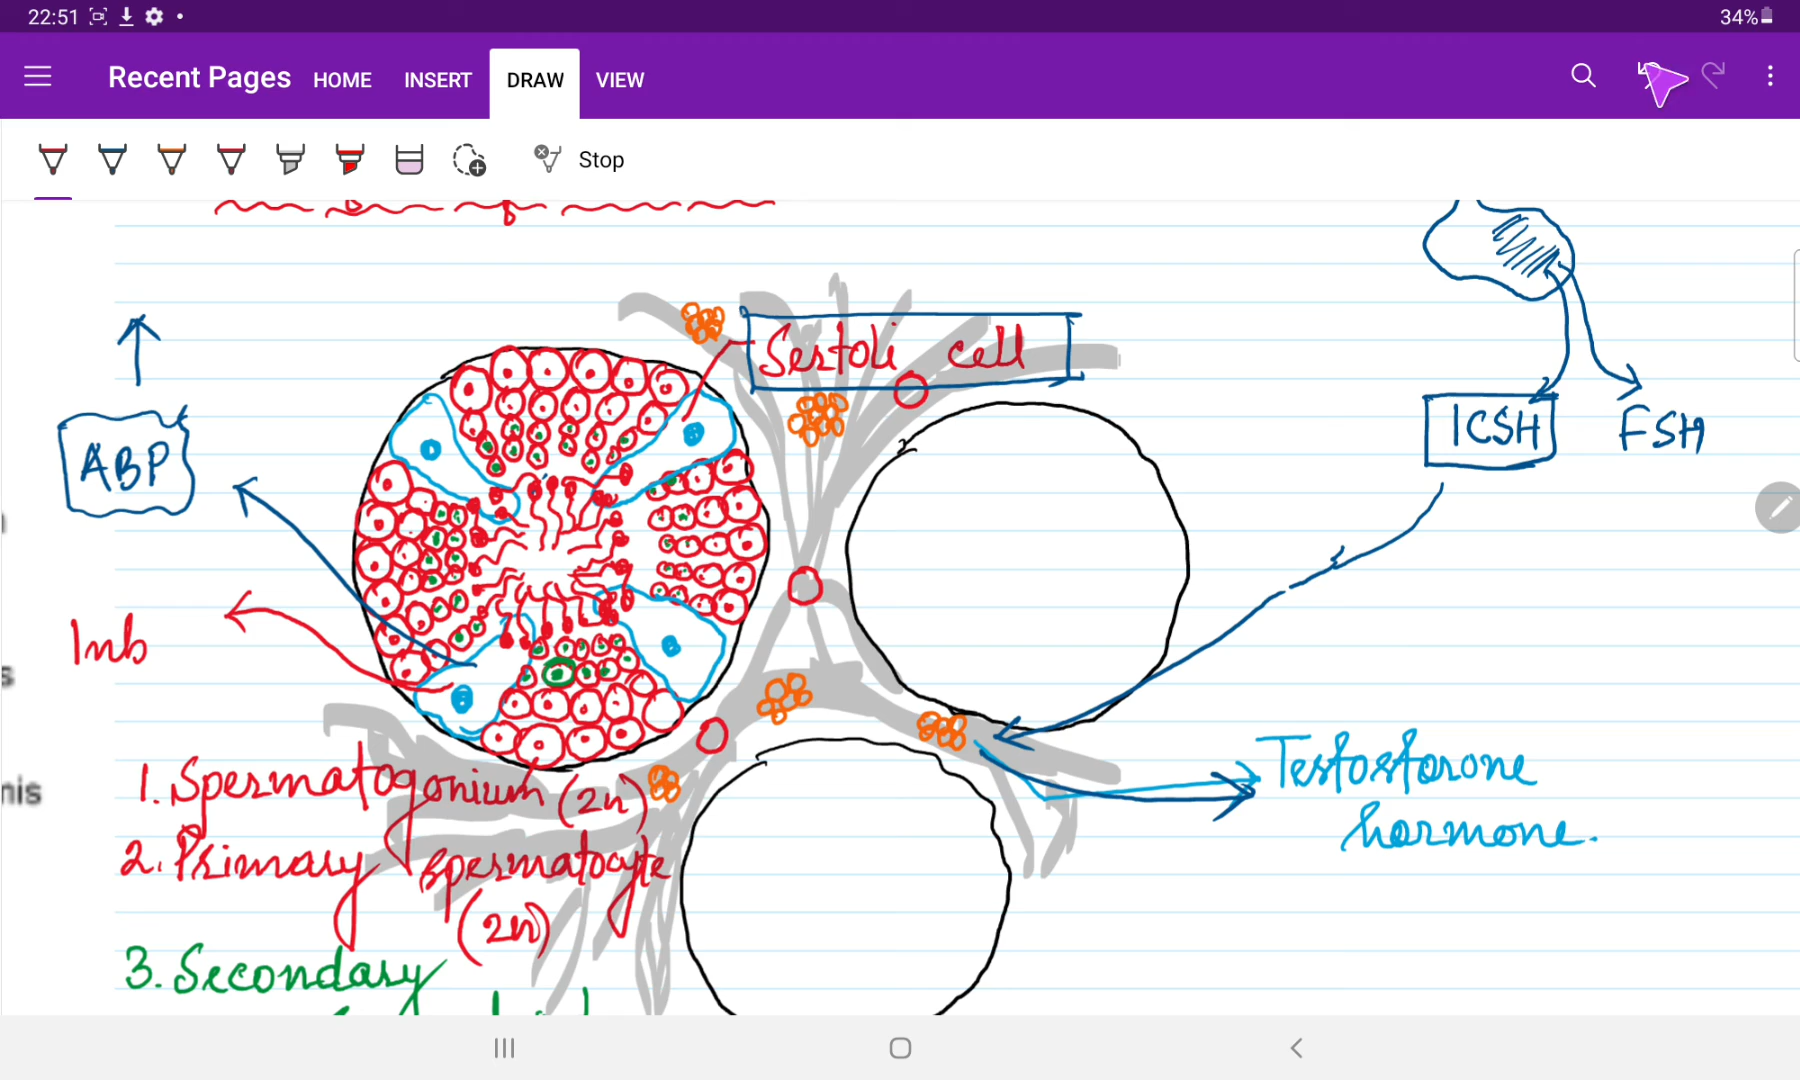 22:51
34%
Recent Pages HOME INSERT DRAW VIEW
Stop
Sertoli cell
ICSH
FSH
ABP
Inb
Testosterone
hormone.
1. Spermatogonium (2n)
2. Primary spermatocyte
(2n)
3. Secondary
s
nis